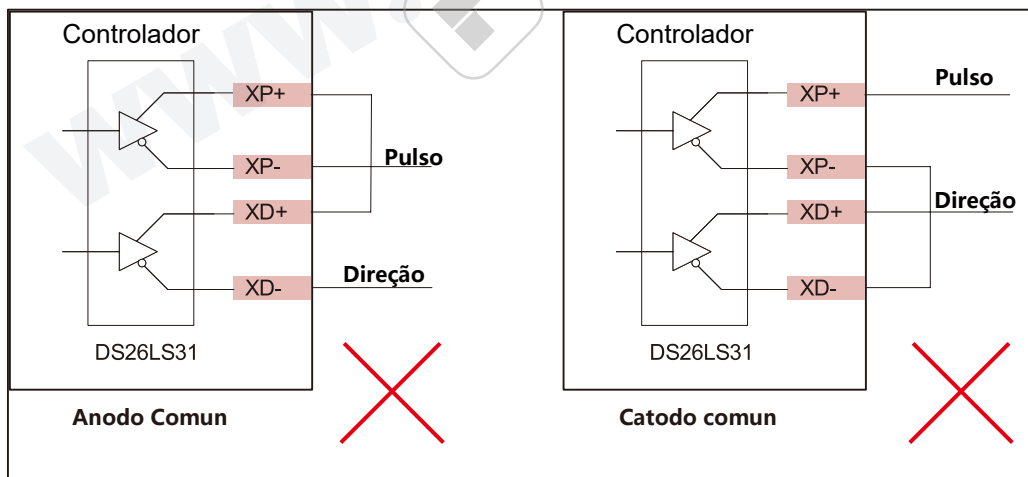 Controlador
XP+
XP-
Pulso
XD+
XD-
Direção
DS26LS31
Anodo Comun
Controlador
XP+
Pulso
XP-
XD+
Direção
XD-
DS26LS31
Catodo comun
www